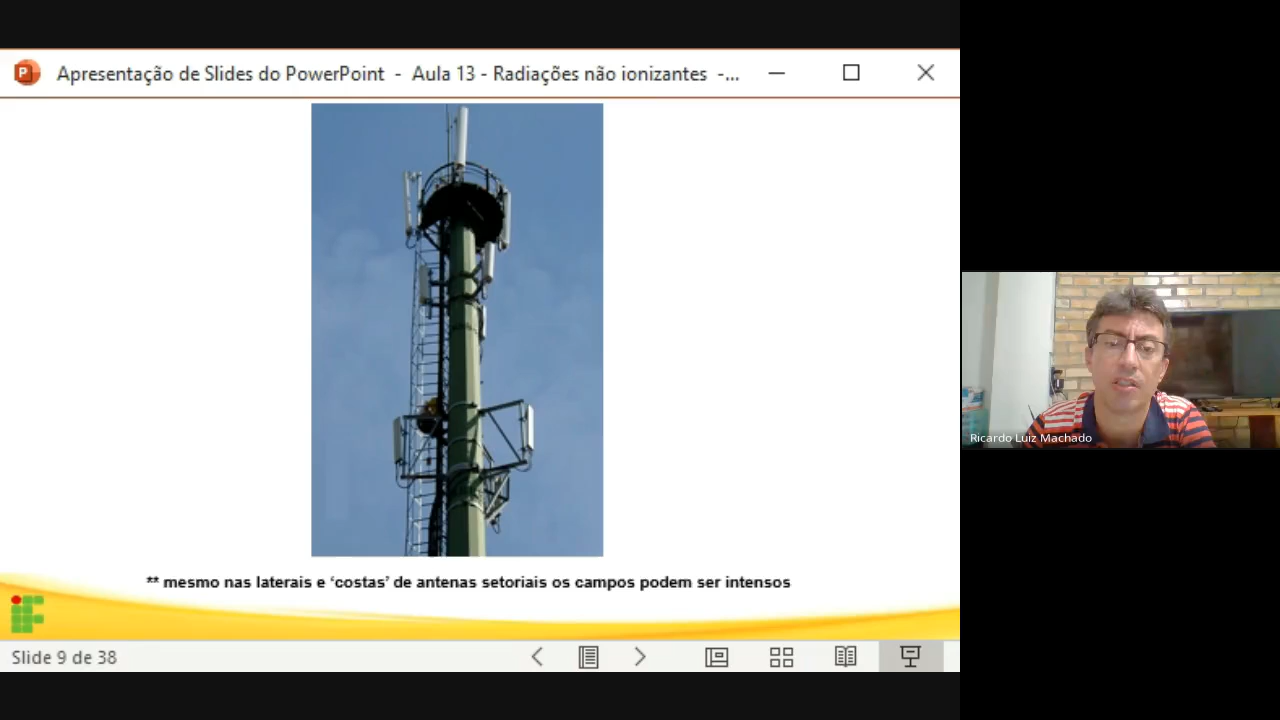 Apresentação de Slides do PowerPoint - Aula 13 - Radiações não ionizantes -...
** mesmo nas laterais e ‘costas’ de antenas setoriais os campos podem ser intensos
Slide 9 de 38
Ricardo Luiz Machado